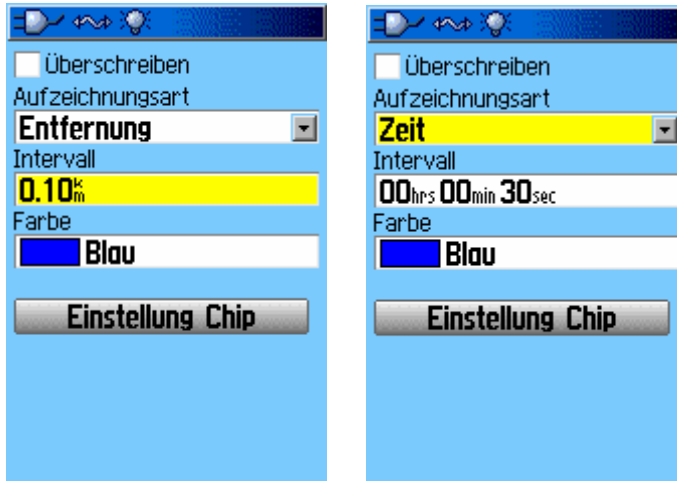 Überschreiben
Aufzeichnungsart
Entfernung
Intervall
0.10km
Farbe
Blau
Einstellung Chip
Überschreiben
Aufzeichnungsart
Zeit
Intervall
00hrs 00min 30sec
Farbe
Blau
Einstellung Chip